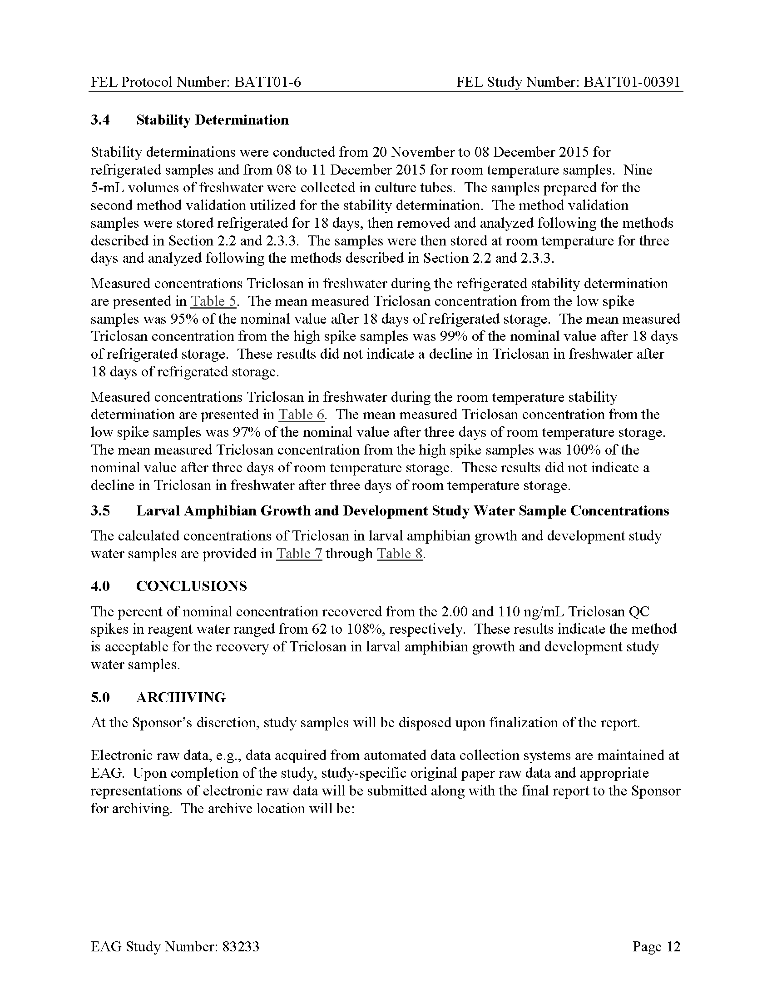 FEL Protocol Number: BATT01-6 FEL Study Number: BATT01-00391
3.4 Stability Determination
Stability determinations were conducted from 20 November to 08 December 2015 for
refrigerated samples and from 08 to 11 December 2015 for room temperature samples. Nine
5-mL volumes of freshwater were collected in culture tubes. The samples prepared for the
second method validation utilized for the stability determination. The method validation
samples were stored refrigerated for 18 days, then removed and analyzed following the methods
described in Section 2.2 and 2.3.3. The samples were then stored at room temperature for three
days and analyzed following the methods described in Section 2.2 and 2.3.3.
Measured concentrations Triclosan in freshwater during the refrigerated stability determination
are presented in Table 5. The mean measured Triclosan concentration from the low spike
samples was 95% of the nominal value after 18 days of refrigerated storage. The mean measured
Triclosan concentration from the high spike samples was 99% of the nominal value after 18 days
of refrigerated storage. These results did not indicate a decline in Triclosan in freshwater after
18 days of refrigerated storage.
Measured concentrations Triclosan in freshwater during the room temperature stability
determination are presented in Table 6. The mean measured Triclosan concentration from the
low spike samples was 97% of the nominal value after three days of room temperature storage.
The mean measured Triclosan concentration from the high spike samples was 100% of the
nominal value after three days of room temperature storage. These results did not indicate a
decline in Triclosan in freshwater after three days of room temperature storage.
3.5 Larval Amphibian Growth and Development Study Water Sample Concentrations
The calculated concentrations of Triclosan in larval amphibian growth and development study
water samples are provided in Table 7 through Table 8.
4.0 CONCLUSIONS
The percent of nominal concentration recovered from the 2.00 and 110 ng/mL Triclosan QC
spikes in reagent water ranged from 62 to 108%, respectively. These results indicate the method
is acceptable for the recovery of Triclosan in larval amphibian growth and development study
water samples.
5.0 ARCHIVING
At the Sponsor’s discretion, study samples will be disposed upon finalization of the report.
Electronic raw data, e.g., data acquired from automated data collection systems are maintained at
EAG. Upon completion of the study, study-specific original paper raw data and appropriate
representations of electronic raw data will be submitted along with the final report to the Sponsor
for archiving. The archive location will be:
EAG Study Number: 83233 Page 12